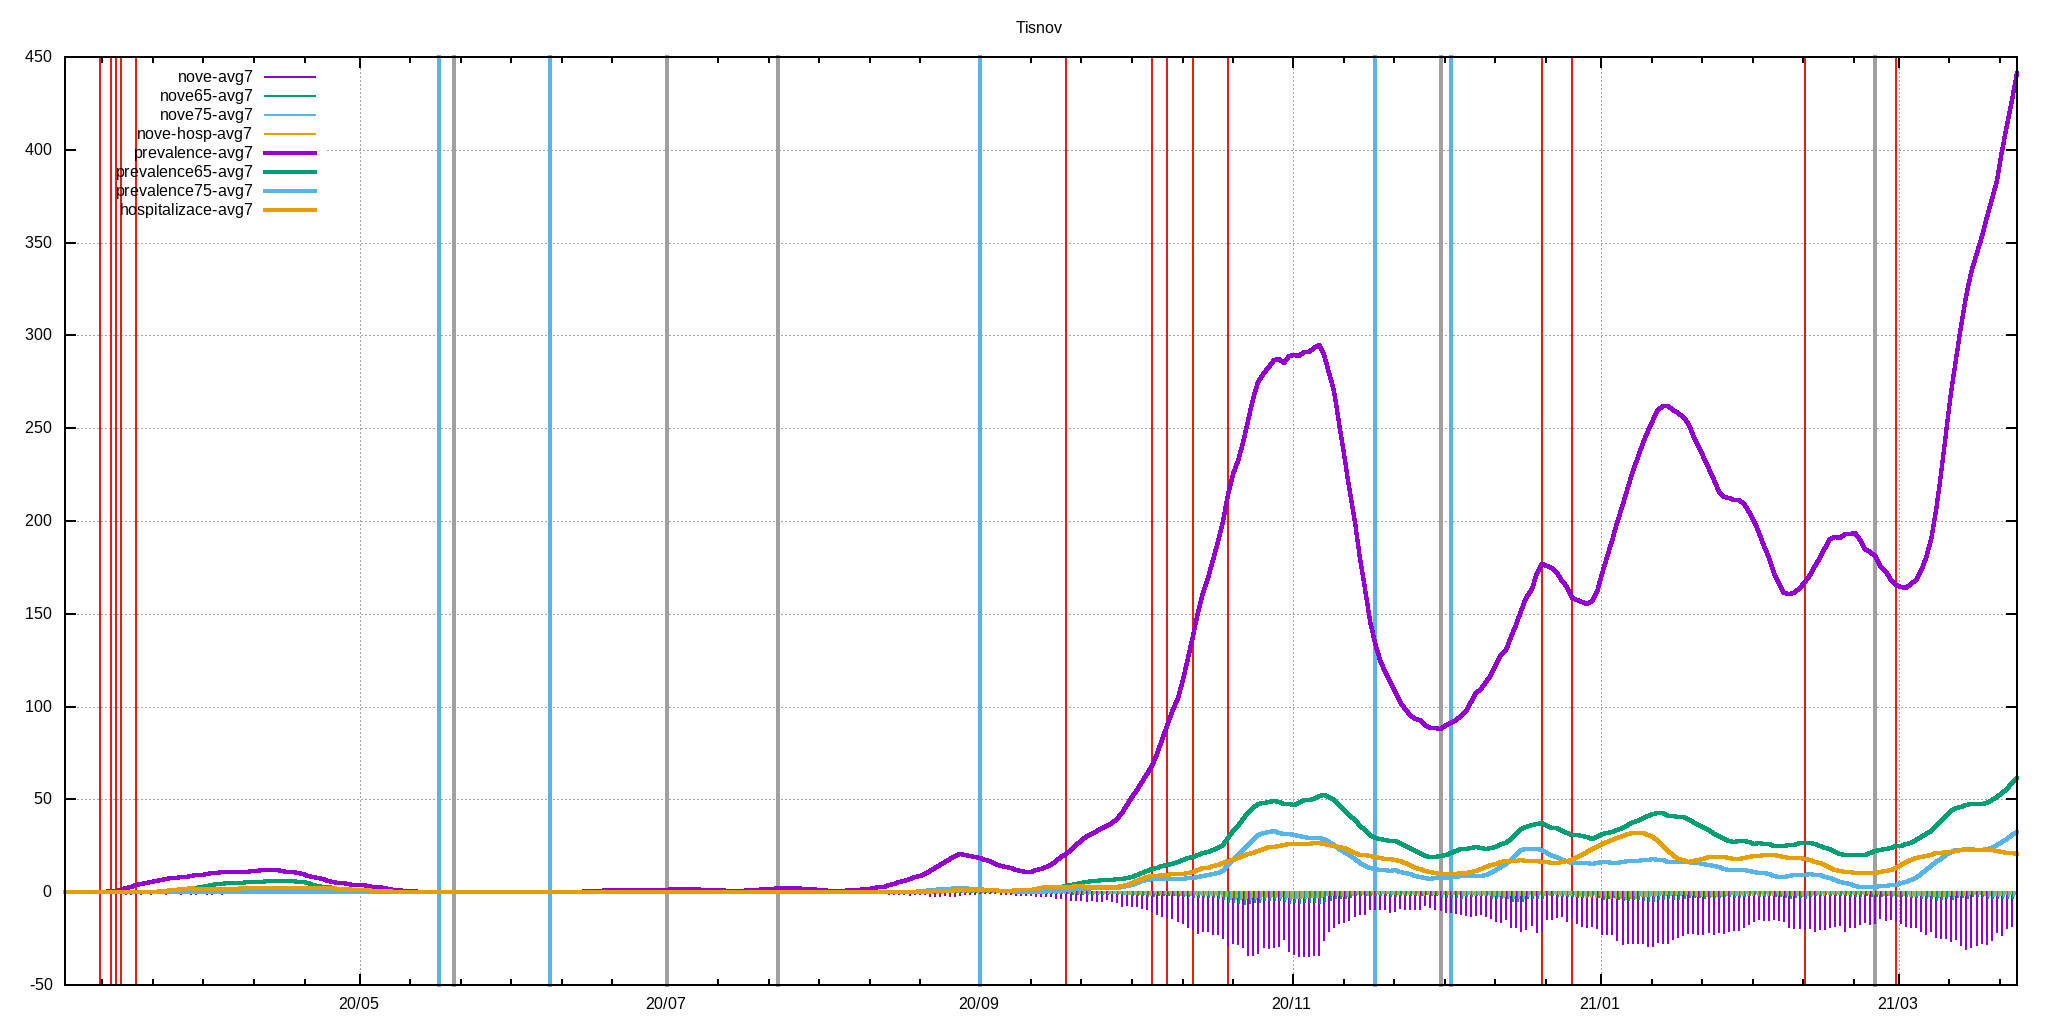 Tisnov
450
400
350
300
250
200
150
100
50
0
-50
nove-avg7
nove65-avg7
nove75-avg7
nove-hosp-avg7
prevalence-avg7
prevalence65-avg7
prevalence75-avg7
hospitalizace-avg7
20/05
20/07
20/09
20/11
21/01
21/03